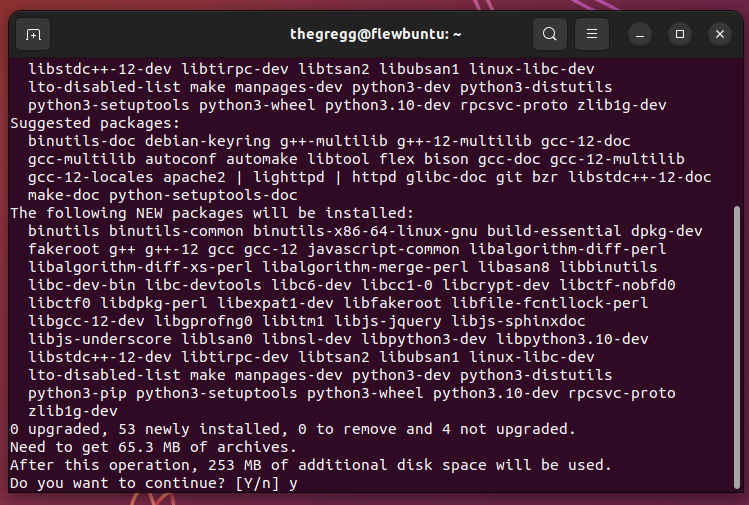 thegregg@flewbuntu: ~
libstdc++-12-dev libtirpc-dev libtsan2 libubsan1 linux-libc-dev
lto-disabled-list make manpages-dev python3-dev python3-distutils
python3-setuptools python3-wheel python3.10-dev rpcsvc-proto zlib1g-dev
Suggested packages:
binutils-doc debian-keyring g++-multilib g++-12-multilib gcc-12-doc
gcc-multilib autoconf automake libtool flex bison gcc-doc gcc-12-multilib
gcc-12-locales apache2 | lighttpd | httpd glibc-doc git bzr libstdc++-12-doc
make-doc python-setuptools-doc
The following NEW packages will be installed:
binutils binutils-common binutils-x86-64-linux-gnu build-essential dpkg-dev
fakeroot g++ g++-12 gcc gcc-12 javascript-common libalgorithm-diff-perl
libalgorithm-diff-xs-perl libalgorithm-merge-perl libasan8 libbinutils
libc-dev-bin libc-devtools libc6-dev libcc1-0 libcrypt-dev libctf-nobfd0
libctf0 libdpkg-perl libexpat1-dev libfakeroot libfile-fcntllock-perl
libgcc-12-dev libgprofng0 libitm1 libjs-jquery libjs-sphinxdoc
libjs-underscore liblsan0 libnsl-dev libpython3-dev libpython3.10-dev
libstdc++-12-dev libtirpc-dev libtsan2 libubsan1 linux-libc-dev
lto-disabled-list make manpages-dev python3-dev python3-distutils
python3-pip python3-setuptools python3-wheel python3.10-dev rpcsvc-proto
zlib1g-dev
0 upgraded, 53 newly installed, 0 to remove and 4 not upgraded.
Need to get 65.3 MB of archives.
After this operation, 253 MB of additional disk space will be used.
Do you want to continue? [Y/n] y